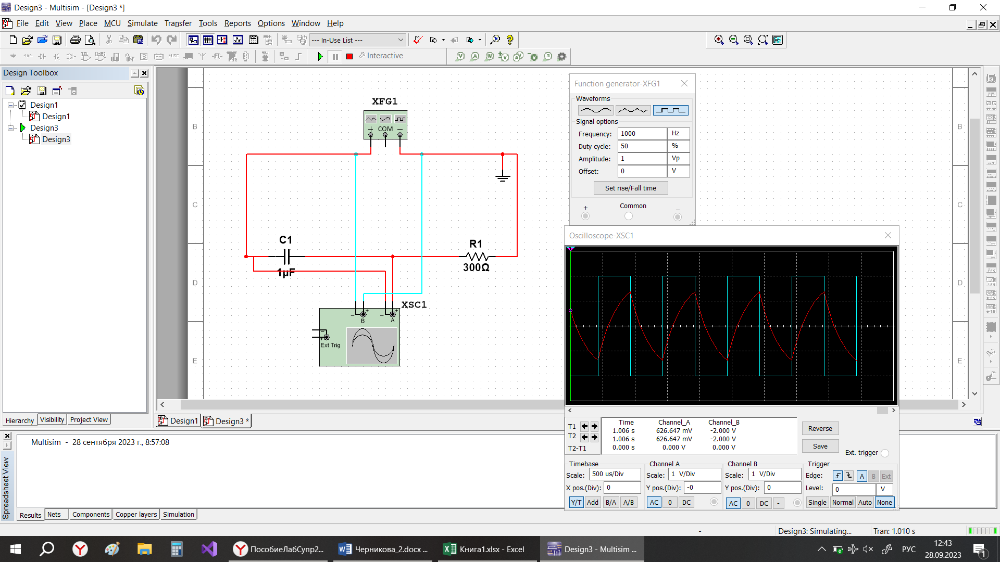 Design3 - Multisim - [Design3 *]
File Edit View Place MCU Simulate Transfer Tools Reports Options Window Help
--- In-Use List ---
MISC
Interactive
Design Toolbox
Design1
Design1
Design3
Design3
Hierarchy Visibility Project View
B
C
D
E
XFG1
+ COM −
C1
1µF
R1
300Ω
XSC1
B
A
Ext Trig
B
C
D
E
Function generator-XFG1
Waveforms
Signal options
Frequency: 1000 Hz
Duty cycle: 50 %
Amplitude: 1 Vp
Offset: 0 V
Set rise/Fall time
+ Common −
Oscilloscope-XSC1
Time Channel_A Channel_B
T1 1.006 s 626.647 mV -2.000 V
T2 1.006 s 626.647 mV -2.000 V
T2-T1 0.000 s 0.000 V 0.000 V
Reverse
Save
Ext. trigger
Timebase
Scale: 500 us/Div
X pos.(Div): 0
Y/T Add B/A A/B
Channel A
Scale: 1 V/Div
Y pos.(Div): -0
AC 0 DC
Channel B
Scale: 1 V/Div
Y pos.(Div): 0
AC 0 DC -
Trigger
Edge: A B Ext
Level: 0 V
Single Normal Auto None
Design1 Design3 *
Spreadsheet View
Multisim - 28 сентября 2023 г., 8:57:08
Results Nets Components Copper layers Simulation
- Design3: Simulating... Tran: 1.010 s
ПособиеЛабСупр2... Черникова_2.docx ... Книга1.xlsx - Excel Design3 - Multisim ...
РУС
12:43
28.09.2023
1